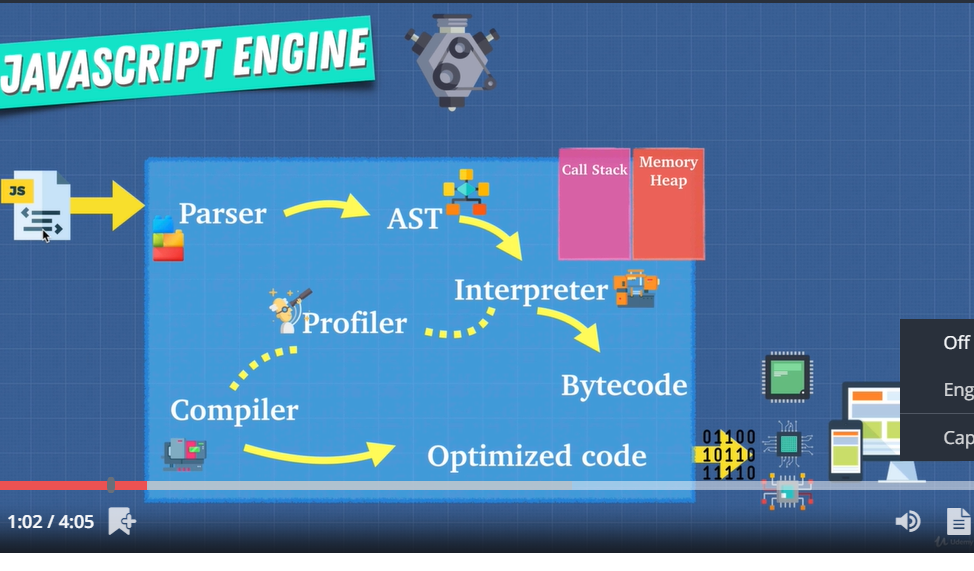 JAVASCRIPT ENGINE
JS
Call Stack
Memory
Heap
Parser
AST
Interpreter
Profiler
Bytecode
Compiler
Optimized code
01100
10110
11110
Off
Eng
Cap
1:02 / 4:05
Udemy